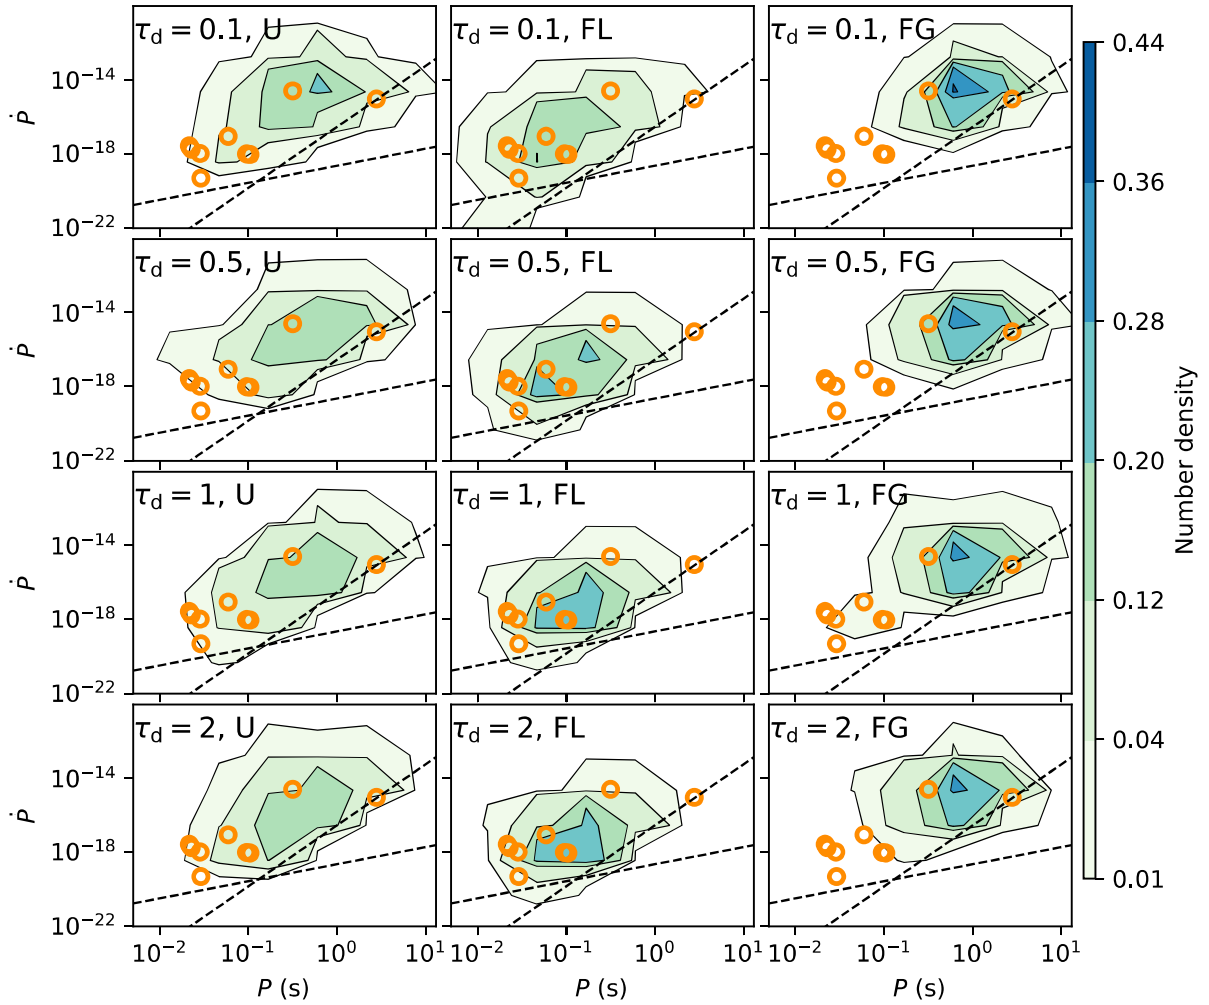 τd = 0.1, U
τd = 0.1, FL
τd = 0.1, FG
10−14
10−18
10−22
Ṗ
τd = 0.5, U
τd = 0.5, FL
τd = 0.5, FG
10−14
10−18
10−22
Ṗ
τd = 1, U
τd = 1, FL
τd = 1, FG
10−14
10−18
10−22
Ṗ
τd = 2, U
τd = 2, FL
τd = 2, FG
10−14
10−18
10−22
Ṗ
10−2 10−1 100 101
10−2 10−1 100 101
10−2 10−1 100 101
P (s)
P (s)
P (s)
0.44
0.36
0.28
0.20
0.12
0.04
0.01
Number density